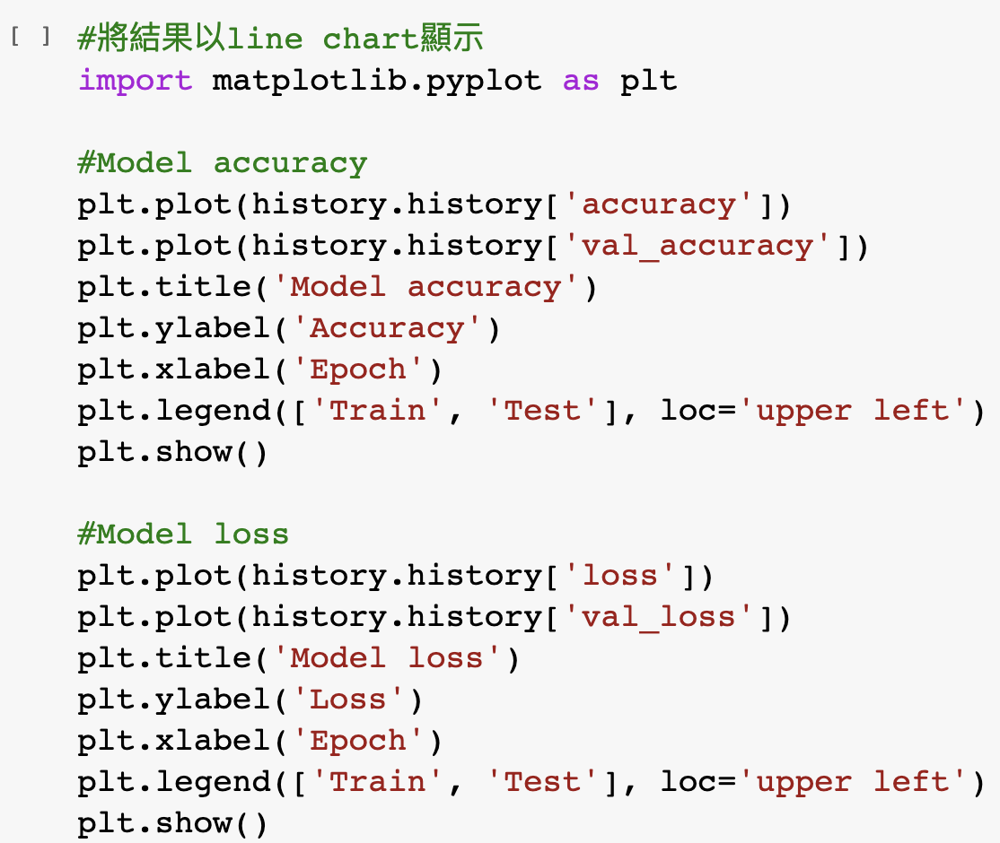 [ ] #將結果以line chart顯示
import matplotlib.pyplot as plt
#Model accuracy
plt.plot(history.history['accuracy'])
plt.plot(history.history['val_accuracy'])
plt.title('Model accuracy')
plt.ylabel('Accuracy')
plt.xlabel('Epoch')
plt.legend(['Train', 'Test'], loc='upper left')
plt.show()
#Model loss
plt.plot(history.history['loss'])
plt.plot(history.history['val_loss'])
plt.title('Model loss')
plt.ylabel('Loss')
plt.xlabel('Epoch')
plt.legend(['Train', 'Test'], loc='upper left')
plt.show()